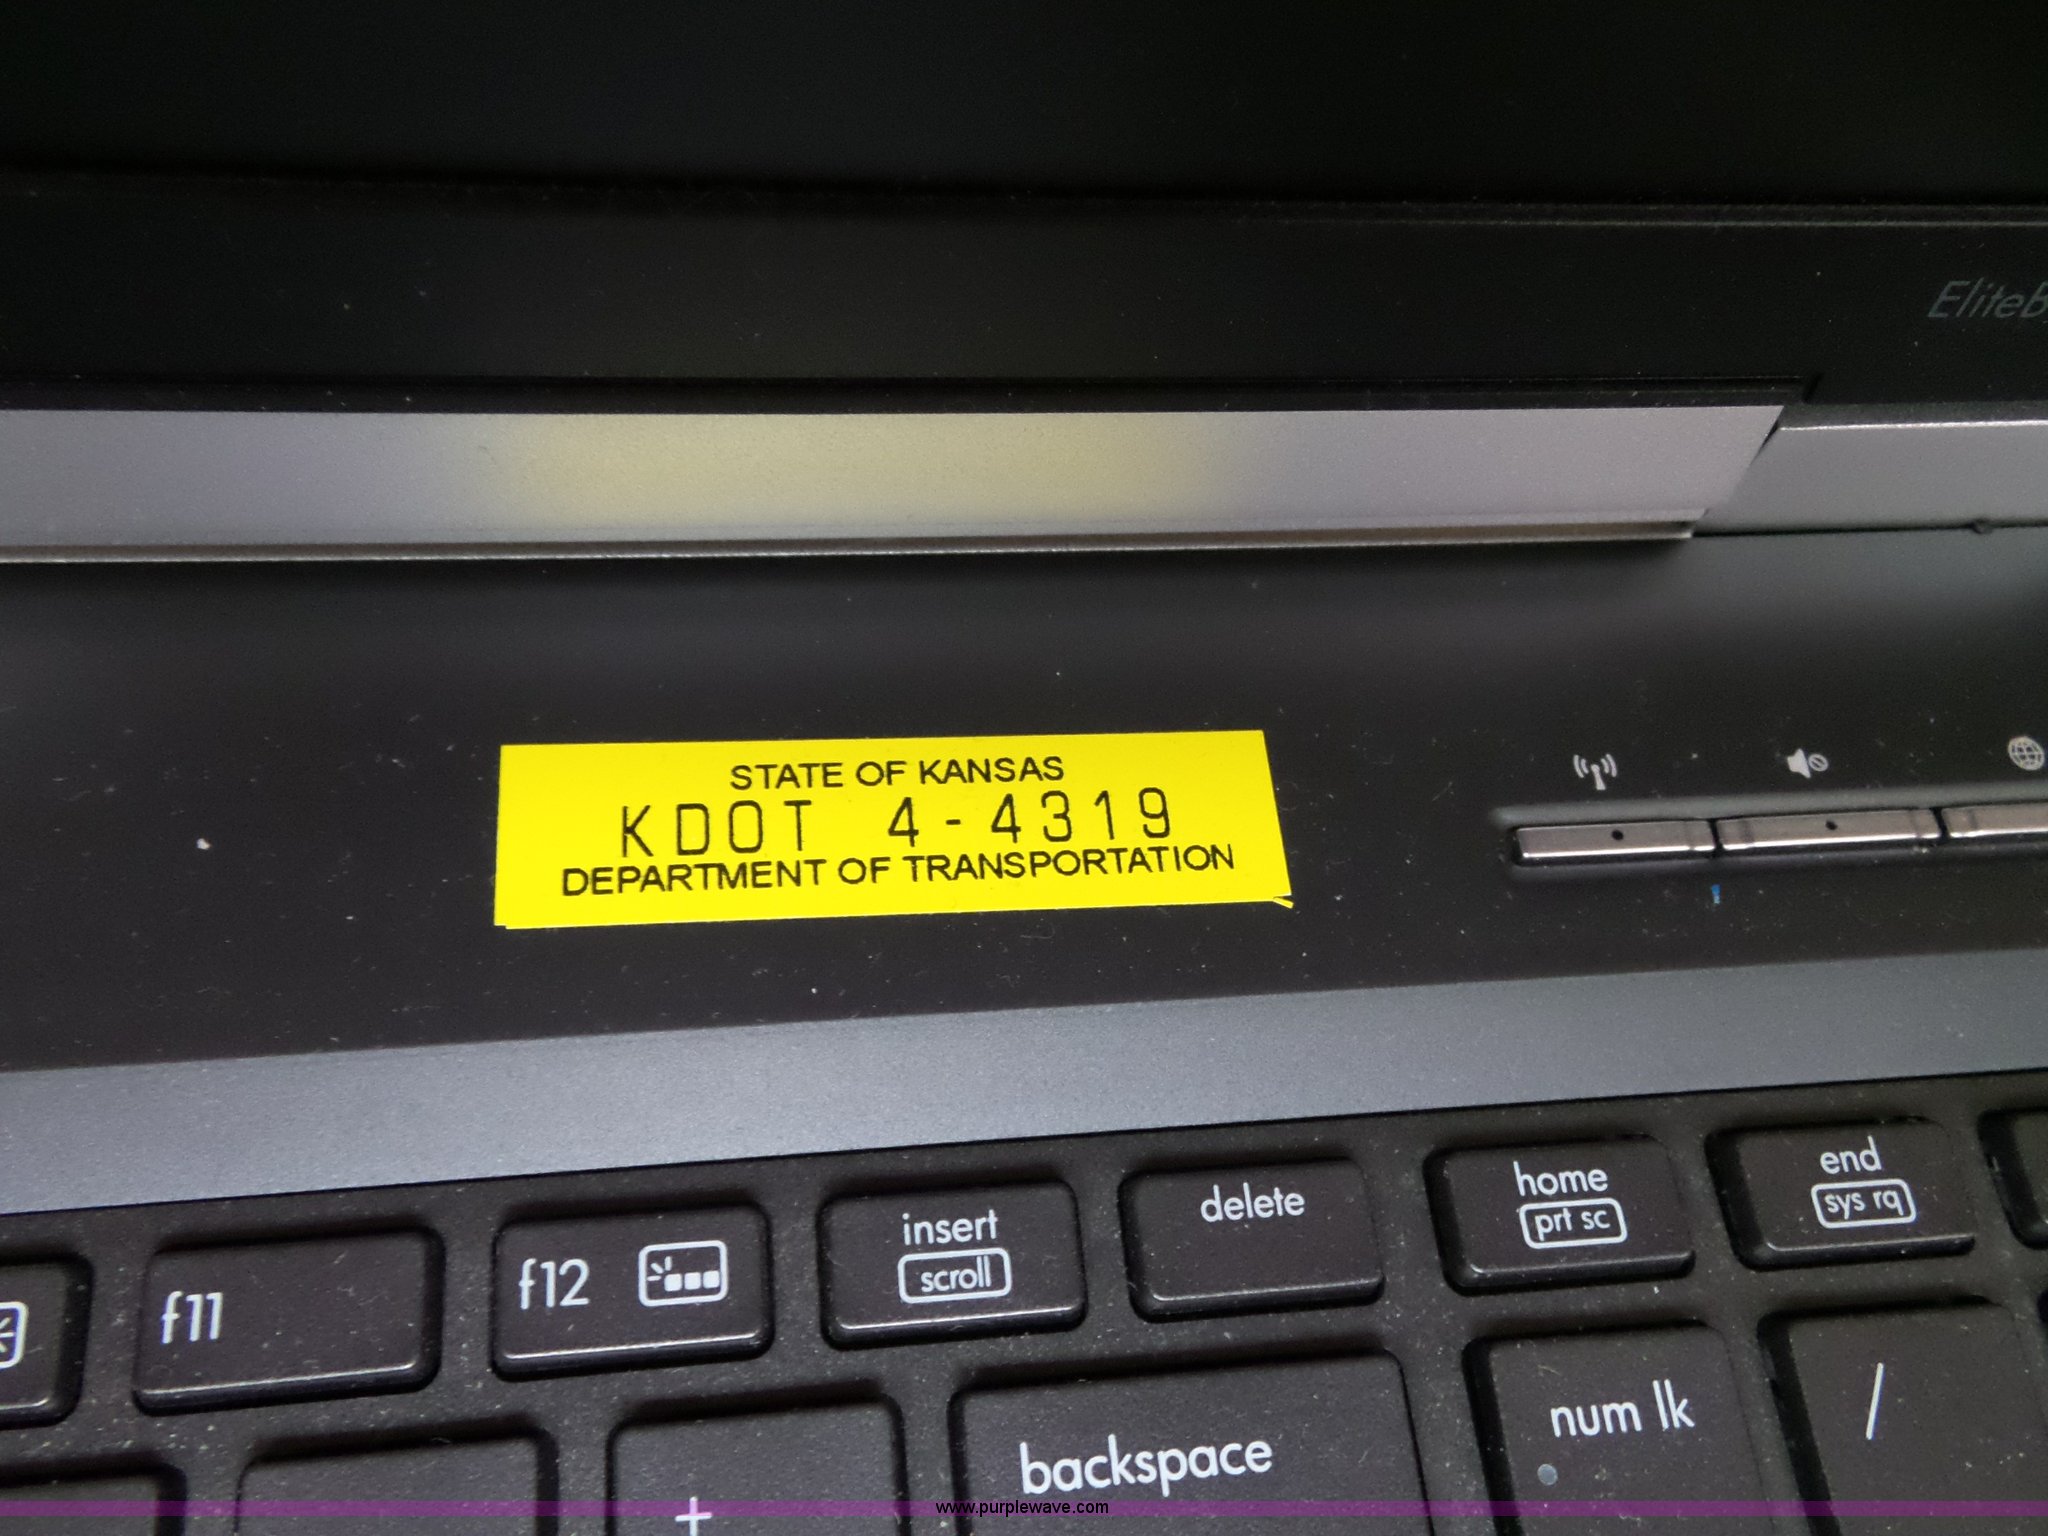 EliteB
STATE OF KANSAS
KDOT 4-4319
DEPARTMENT OF TRANSPORTATION
f11
f12
insert
scroll
delete
home
prt sc
end
sys rq
+
backspace
num lk
/
www.purplewave.com